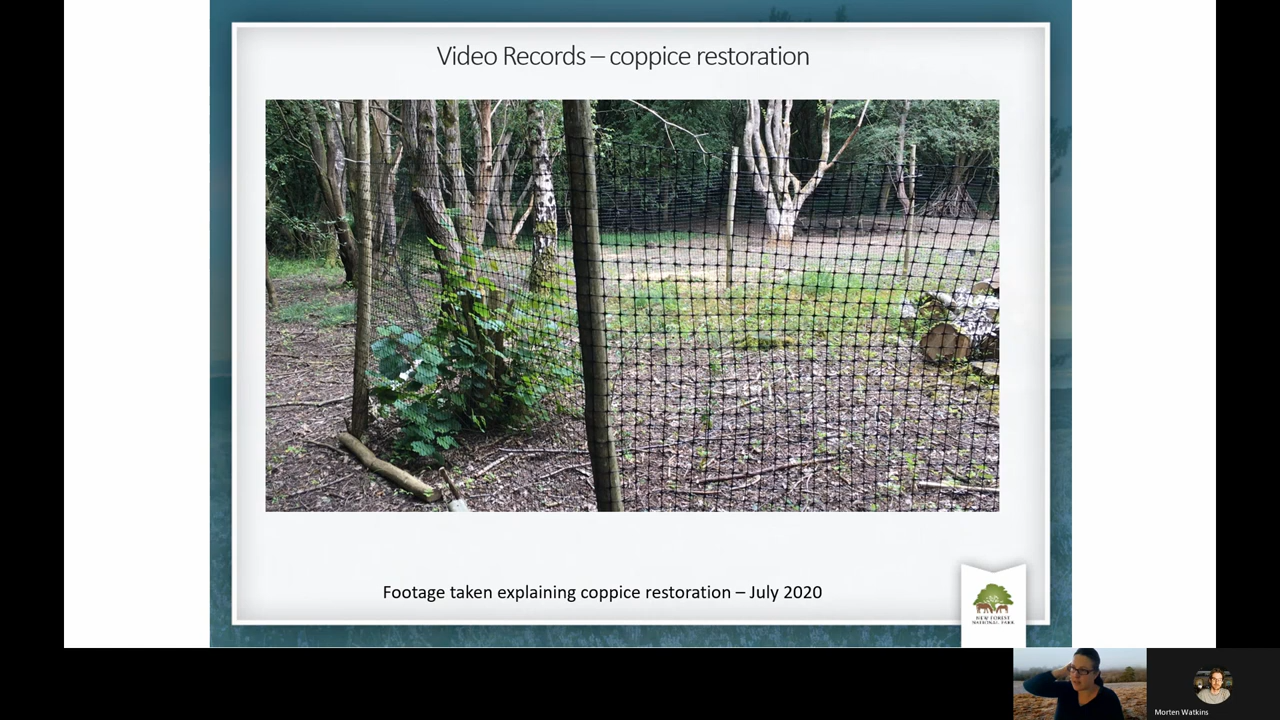 Video Records – coppice restoration
Footage taken explaining coppice restoration – July 2020
NEW FOREST
NATIONAL PARK
Morten Watkins